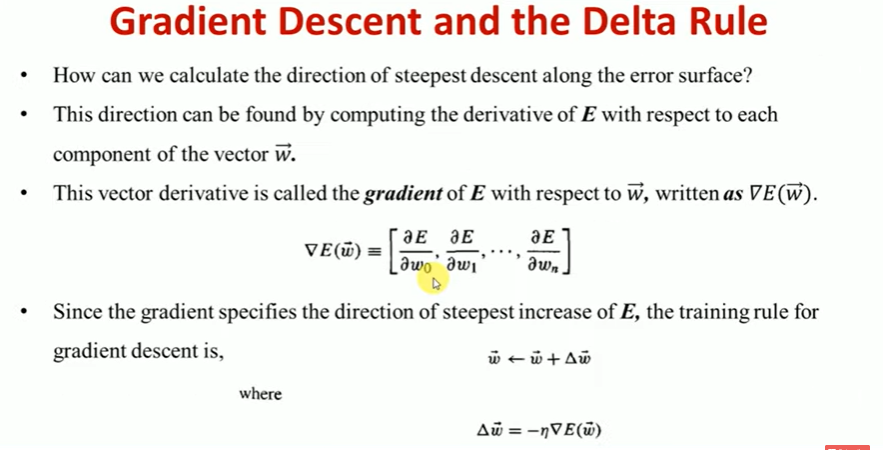 Gradient Descent and the Delta Rule
• How can we calculate the direction of steepest descent along the error surface?
• This direction can be found by computing the derivative of E with respect to each
component of the vector w⃗.
• This vector derivative is called the gradient of E with respect to w⃗, written as ∇E(w⃗).
∇E(w⃗) ≡ [∂E/∂w₀, ∂E/∂w₁, ⋯, ∂E/∂wₙ]
• Since the gradient specifies the direction of steepest increase of E, the training rule for
gradient descent is,
w⃗ ← w⃗ + Δw⃗
where
Δw⃗ = −η∇E(w⃗)